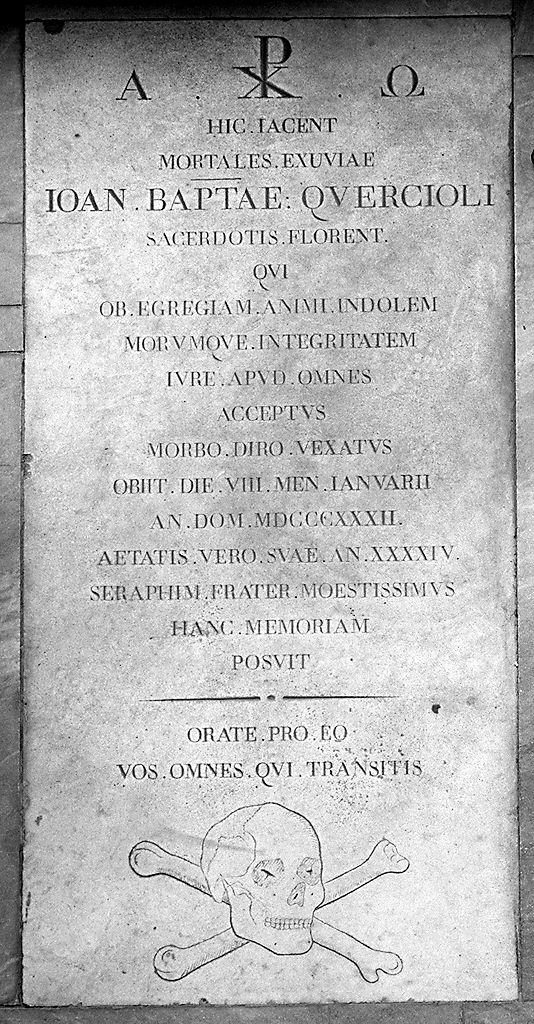 Α ☧ Ω
HIC . IACENT
MORTALES . EXUVIAE
IOAN . BAPTAE : QVERCIOLI
SACERDOTIS . FLORENT .
QVI
OB . EGREGIAM . ANIMI . INDOLEM
MORVMQVE . INTEGRITATEM
IVRE . APVD . OMNES
ACCEPTVS
MORBO . DIRO . VEXATVS
OBIIT . DIE . VIII . MEN . IANVARII
AN . DOM . MDCCCXXXII .
AETATIS . VERO . SVAE . AN . XXXXIV .
SERAPHIM . FRATER . MOESTISSIMVS
HANC . MEMORIAM
POSVIT
ORATE . PRO . EO
VOS . OMNES . QVI . TRANSITIS